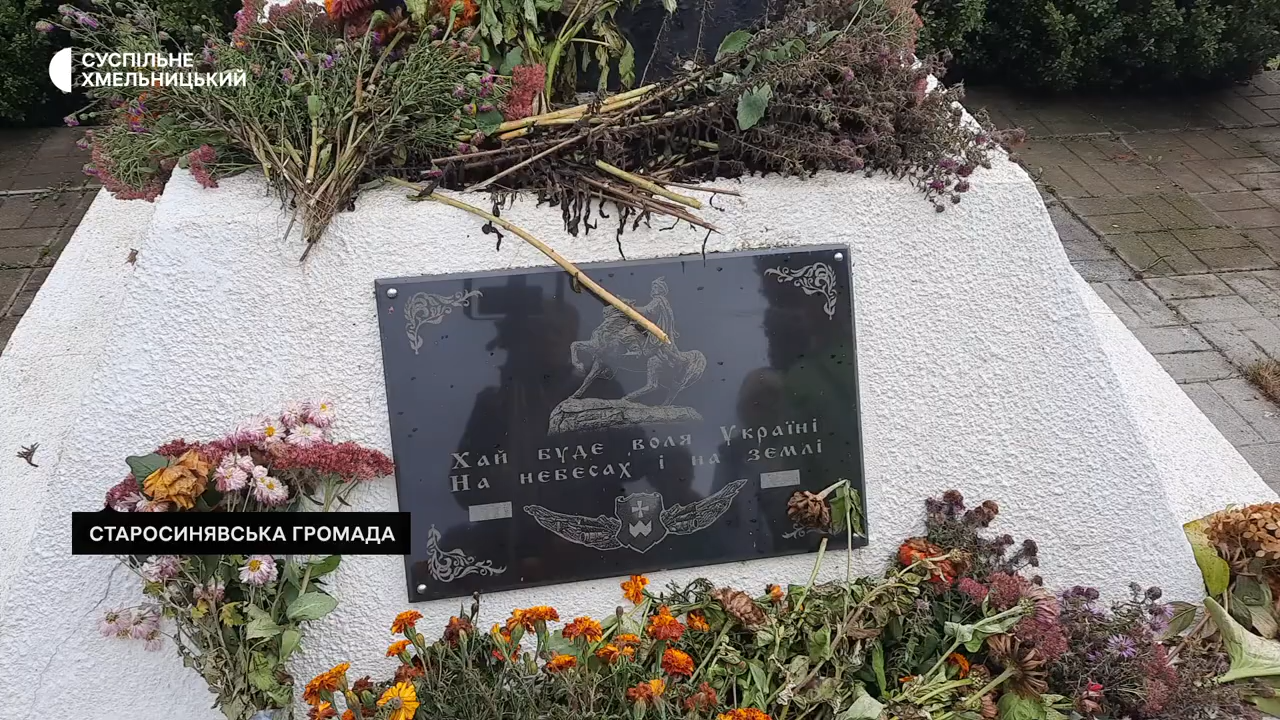 СУСПІЛЬНЕ
ХМЕЛЬНИЦЬКИЙ
Хай буде воля Україні
На небесах і на землі
СТАРОСИНЯВСЬКА ГРОМАДА